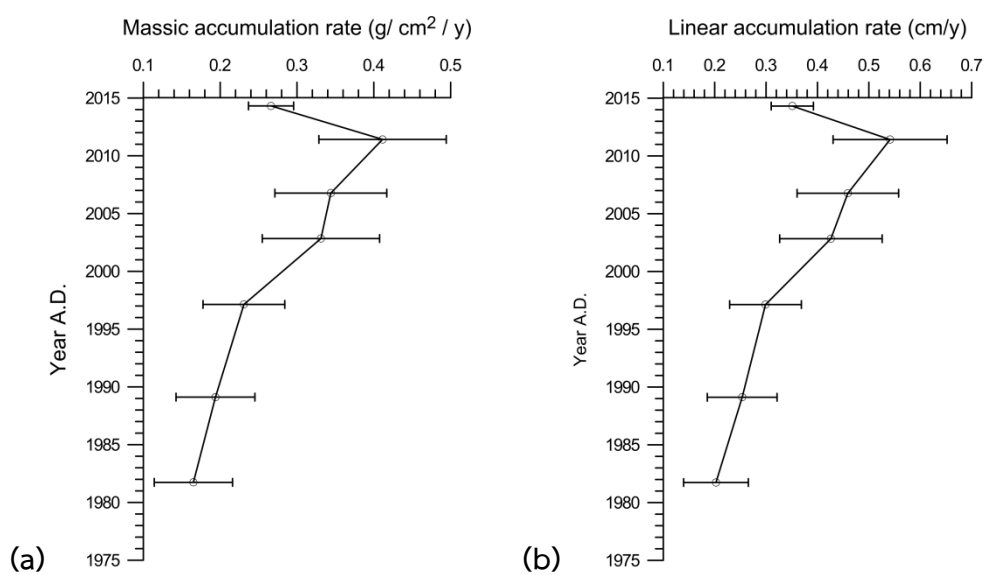 Massic accumulation rate (g/ cm² / y)
0.1 0.2 0.3 0.4 0.5
2015
2010
2005
2000
1995
1990
1985
1980
1975
Year A.D.
(a)
Linear accumulation rate (cm/y)
0.1 0.2 0.3 0.4 0.5 0.6 0.7
2015
2010
2005
2000
1995
1990
1985
1980
1975
Year A.D.
(b)